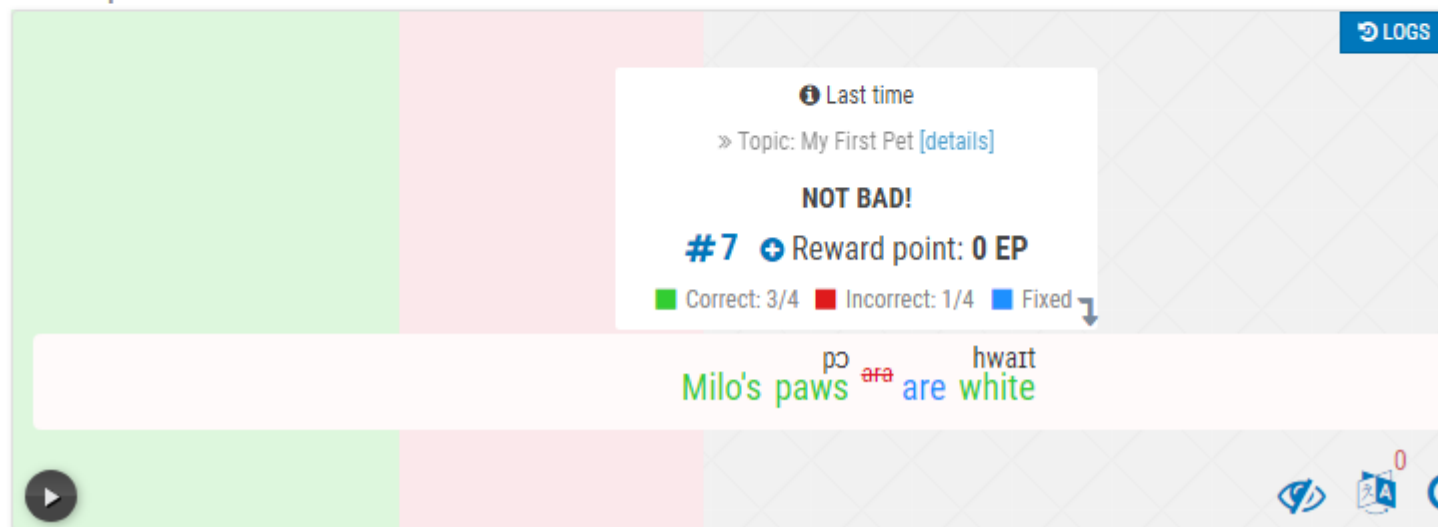 LOGS
Last time
» Topic: My First Pet [details]
NOT BAD!
#7 Reward point: 0 EP
Correct: 3/4 Incorrect: 1/4 Fixed
pɔ hwaɪt
Milo's paws ara are white
0